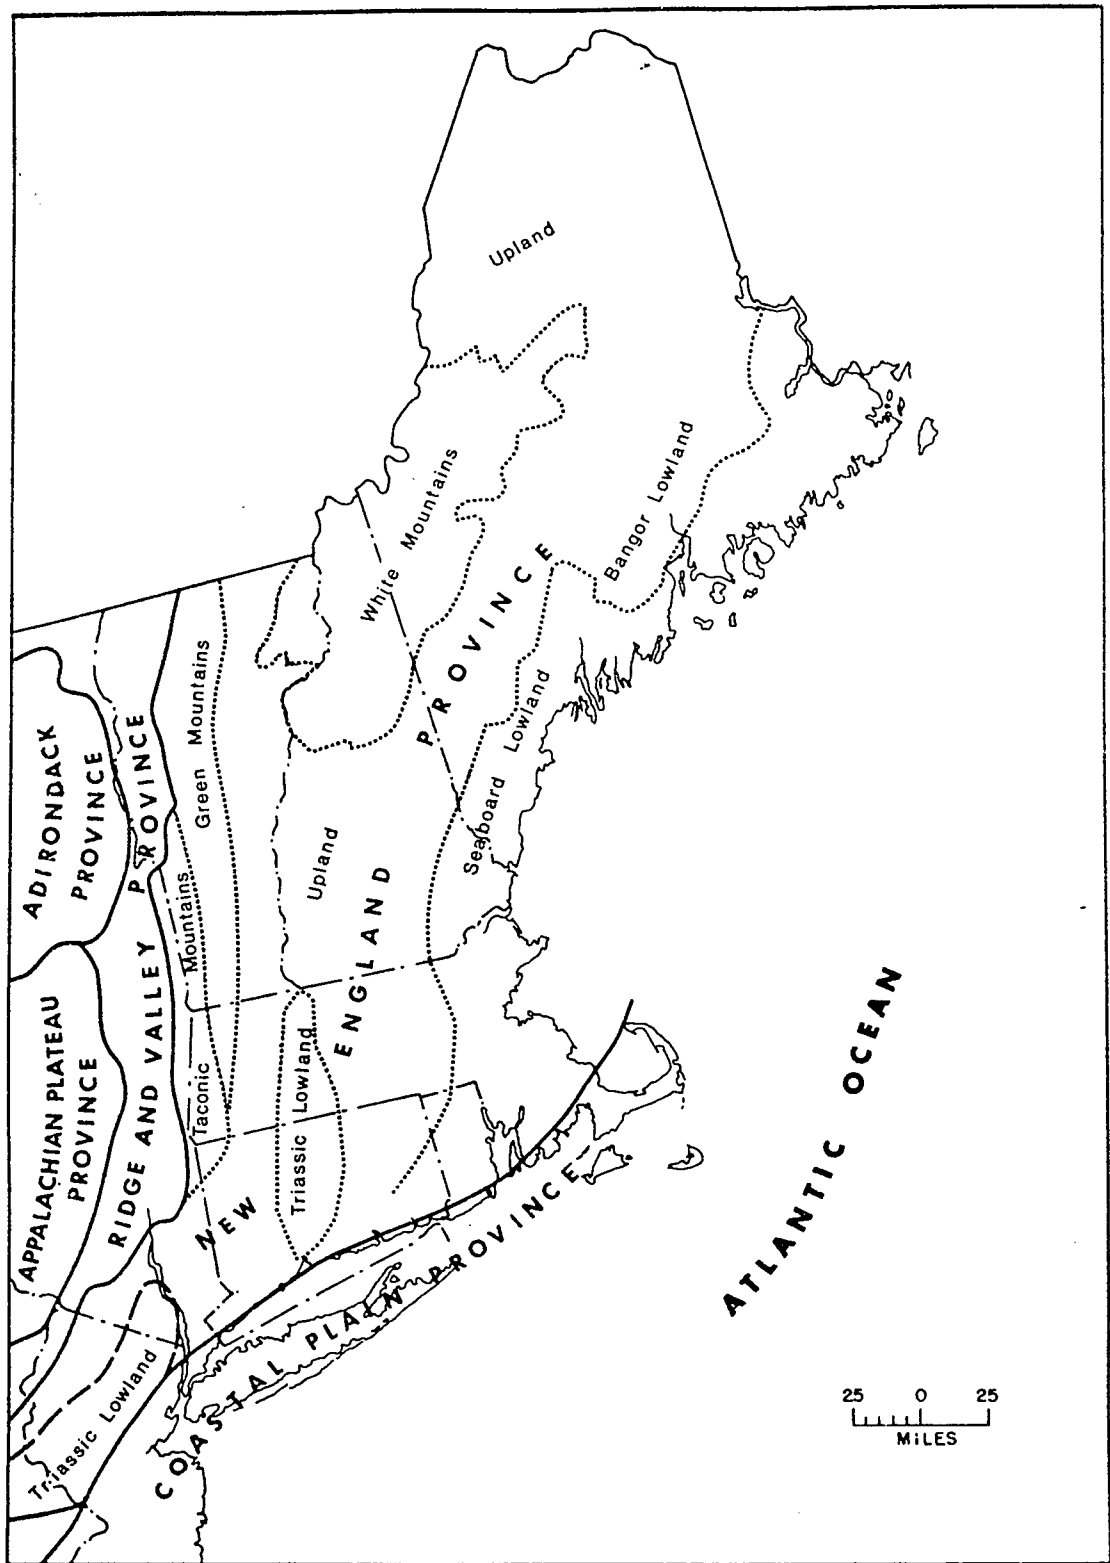 Upland
White Mountains
Bangor Lowland
Green Mountains
Seaboard Lowland
Upland
Taconic Mountains
Triassic Lowland
NEW ENGLAND PROVINCE
ADIRONDACK
PROVINCE
RIDGE AND VALLEY PROVINCE
APPALACHIAN PLATEAU
PROVINCE
Triassic Lowland
COASTAL PLAIN PROVINCE
ATLANTIC OCEAN
25 0 25
MILES